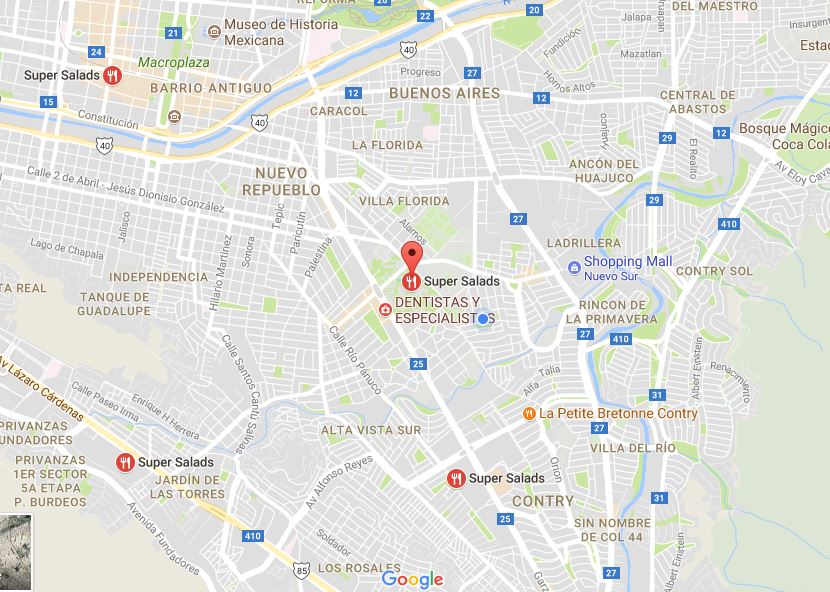 REFORMA
26
22
20
DEL MAESTRO
Jalapa
Insurgent
Estad
Museo de Historia
Mexicana
21
24
40
Fundición
Mazatlan
Macroplaza
Super Salads
Progreso
27
Hornos Altos
BARRIO ANTIGUO
12
BUENOS AIRES
12
CENTRAL DE
ABASTOS
15
Constitución
40
CARACOL
Ayunco
29
12
Bosque Mágico
Coca Cola
40
LA FLORIDA
El Realito
Calle 2 de Abril - Jesus Dionisio González
NUEVO
REPUEBLO
ANCÓN DEL
HUAJUCO
Av Eloy Cava
Jalisco
Tepic
Paricutin
VILLA FLORIDA
29
27
410
Lago de Chapala
Sonora
Hilario Martínez
Palestina
Alamos
LADRILLERA
Shopping Mall
Nuevo Sur
CONTRY SOL
INDEPENDENCIA
Super Salads
TA REAL
TANQUE DE
GUADALUPE
DENTISTAS Y
ESPECIALISTAS
RINCON DE
LA PRIMAVERA
27
410
Calle Río Pánuco
Calle Santos Cantú Salinas
25
Albert Einstein
Renacimiento
Av Lázaro Cárdenas
Calle Paseo Irma
Enrique H Herrera
Alfa Talia
31
La Petite Bretonne Contry
PRIVANZAS
UNDADORES
ALTA VISTA SUR
27
VILLA DEL RÍO
PRIVANZAS
1ER SECTOR
5A ETAPA
P. BURDEOS
Super Salads
JARDÍN DE
LAS TORRES
Av Alfonso Reyes
Orion
Super Salads
CONTRY
31
Avenida Fundadores
25
SIN NOMBRE
DE COL 44
410
Soldador
Albert Einstein
LOS ROSALES
85
Google
Garz
27